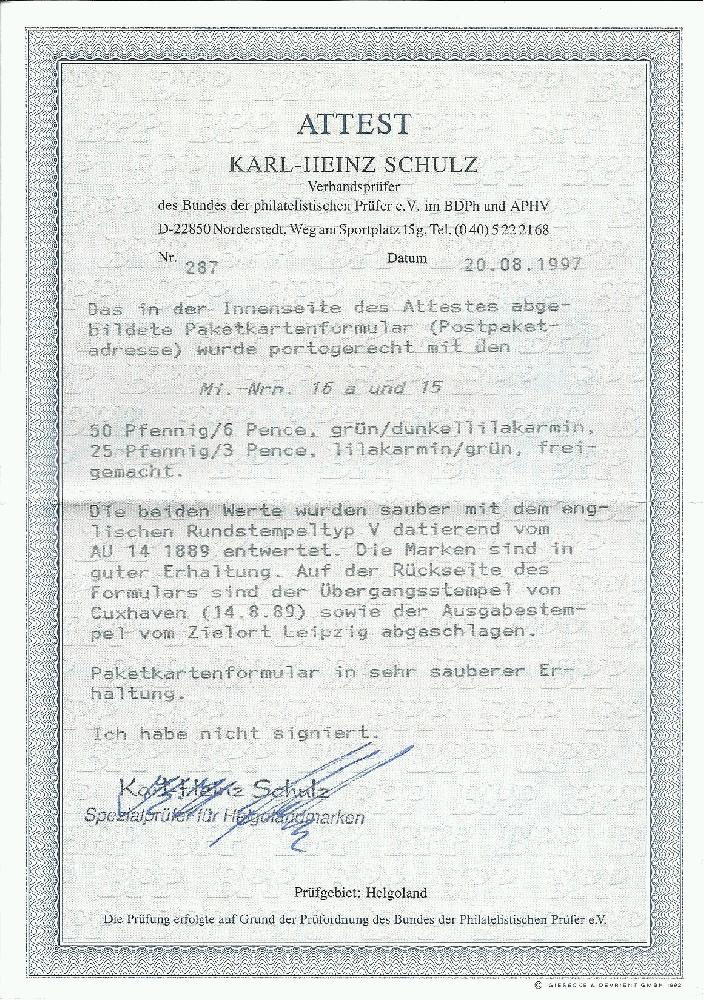 ATTEST
KARL-HEINZ SCHULZ
Verbandsprüfer
des Bundes der philatelistischen Prüfer e.V. im BDPh und APHV
D-22850 Norderstedt, Weg am Sportplatz 15g, Tel. (040) 5 22 21 68
Nr. 287 Datum 20.08.1997
Das in der Innenseite des Attestes abge-
bildete Paketkartenformular (Postpaket-
adresse) wurde portogerecht mit den
Mi.-Nrn. 16 a und 15
50 Pfennig/6 Pence, grün/dunkellilakarmin,
25 Pfennig/3 Pence, lilakarmin/grün, frei-
gemacht.
Die beiden Werte wurden sauber mit dem eng-
lischen Rundstempeltyp V datierend vom
AU 14 1889 entwertet. Die Marken sind in
guter Erhaltung. Auf der Rückseite des
Formulars sind der Übergangsstempel von
Cuxhaven (14.8.89) sowie der Ausgabestem-
pel vom Zielort Leipzig abgeschlagen.
Paketkartenformular in sehr sauberer Er-
haltung.
Ich habe nicht signiert.
Karl-Heinz Schulz
Spezialprüfer für Helgolandmarken
Prüfgebiet: Helgoland
Die Prüfung erfolgte auf Grund der Prüfordnung des Bundes der Philatelistischen Prüfer e.V.
© GIESECKE & DEVRIENT GMBH 1992